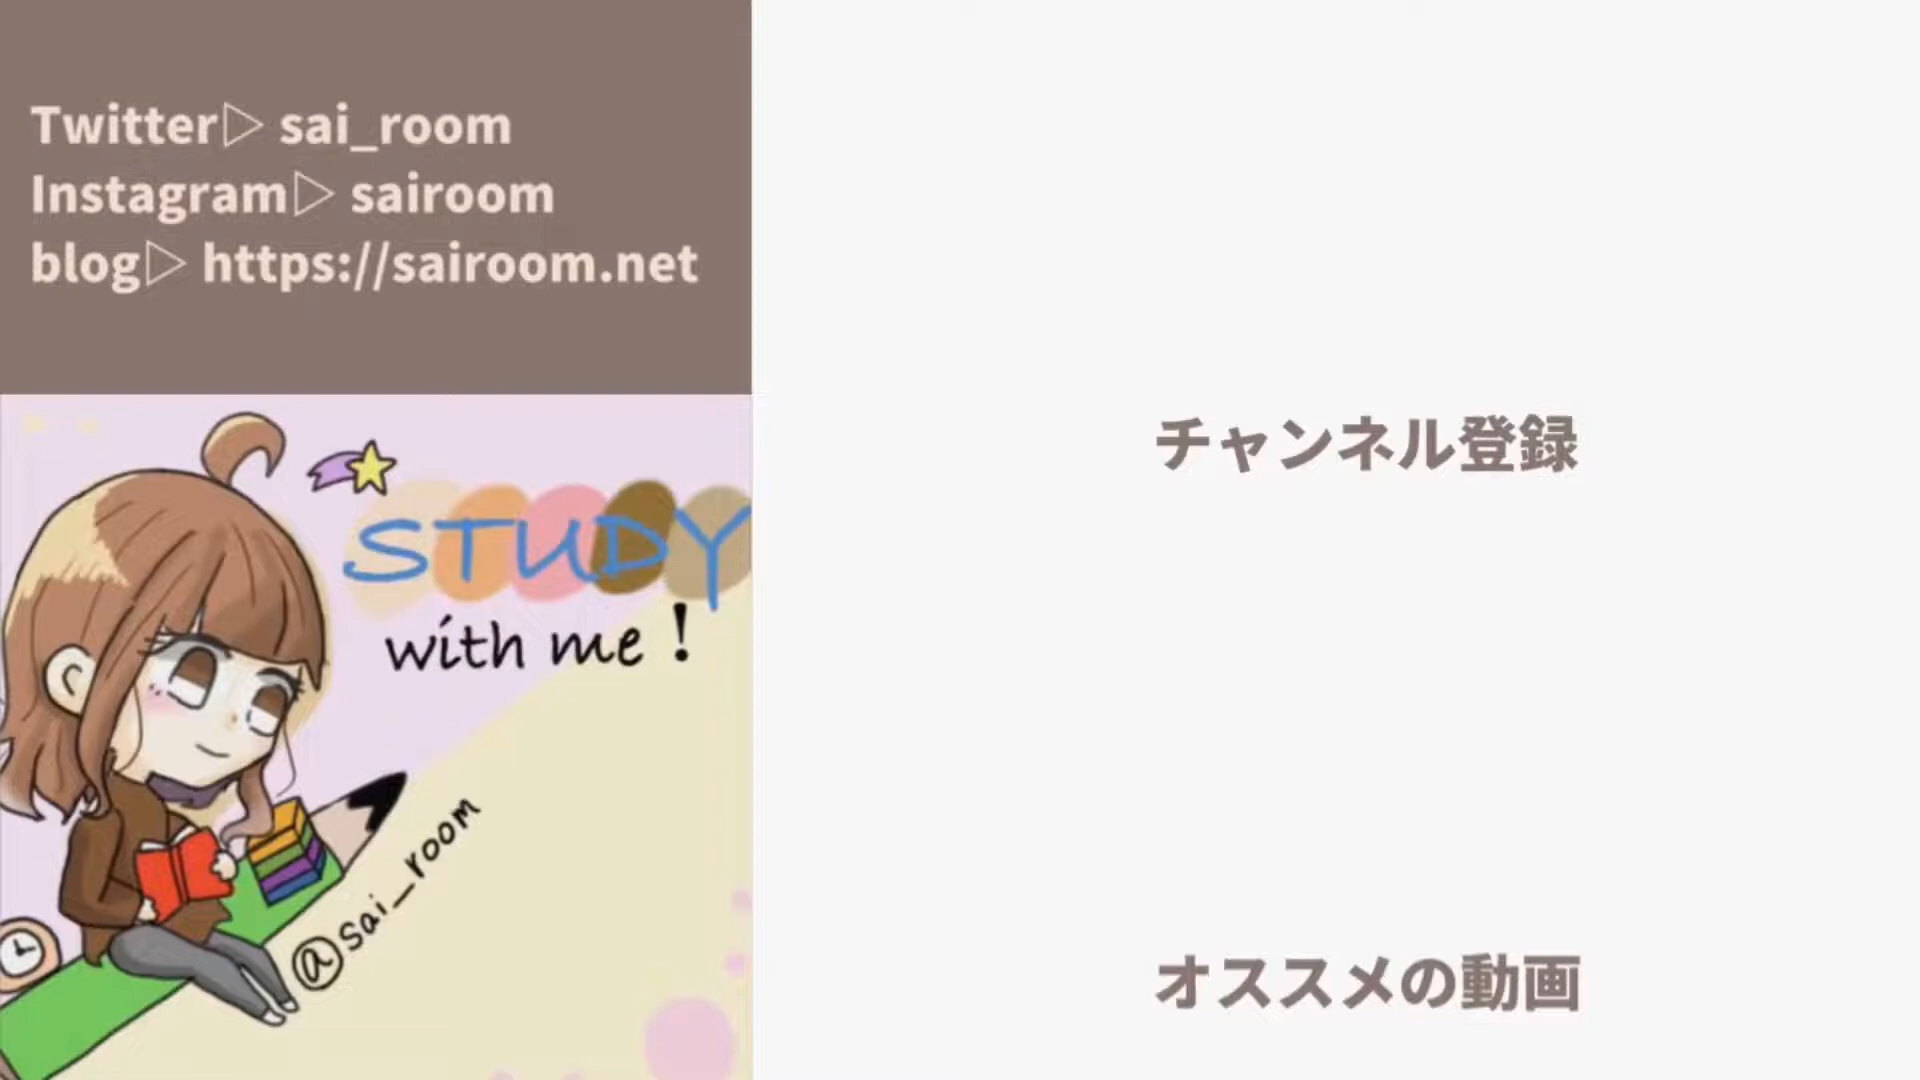 Twitter▷ sai_room
Instagram▷ sairoom
blog▷ https://sairoom.net
STUDY
with me !
@sai_room
チャンネル登録
オススメの動画